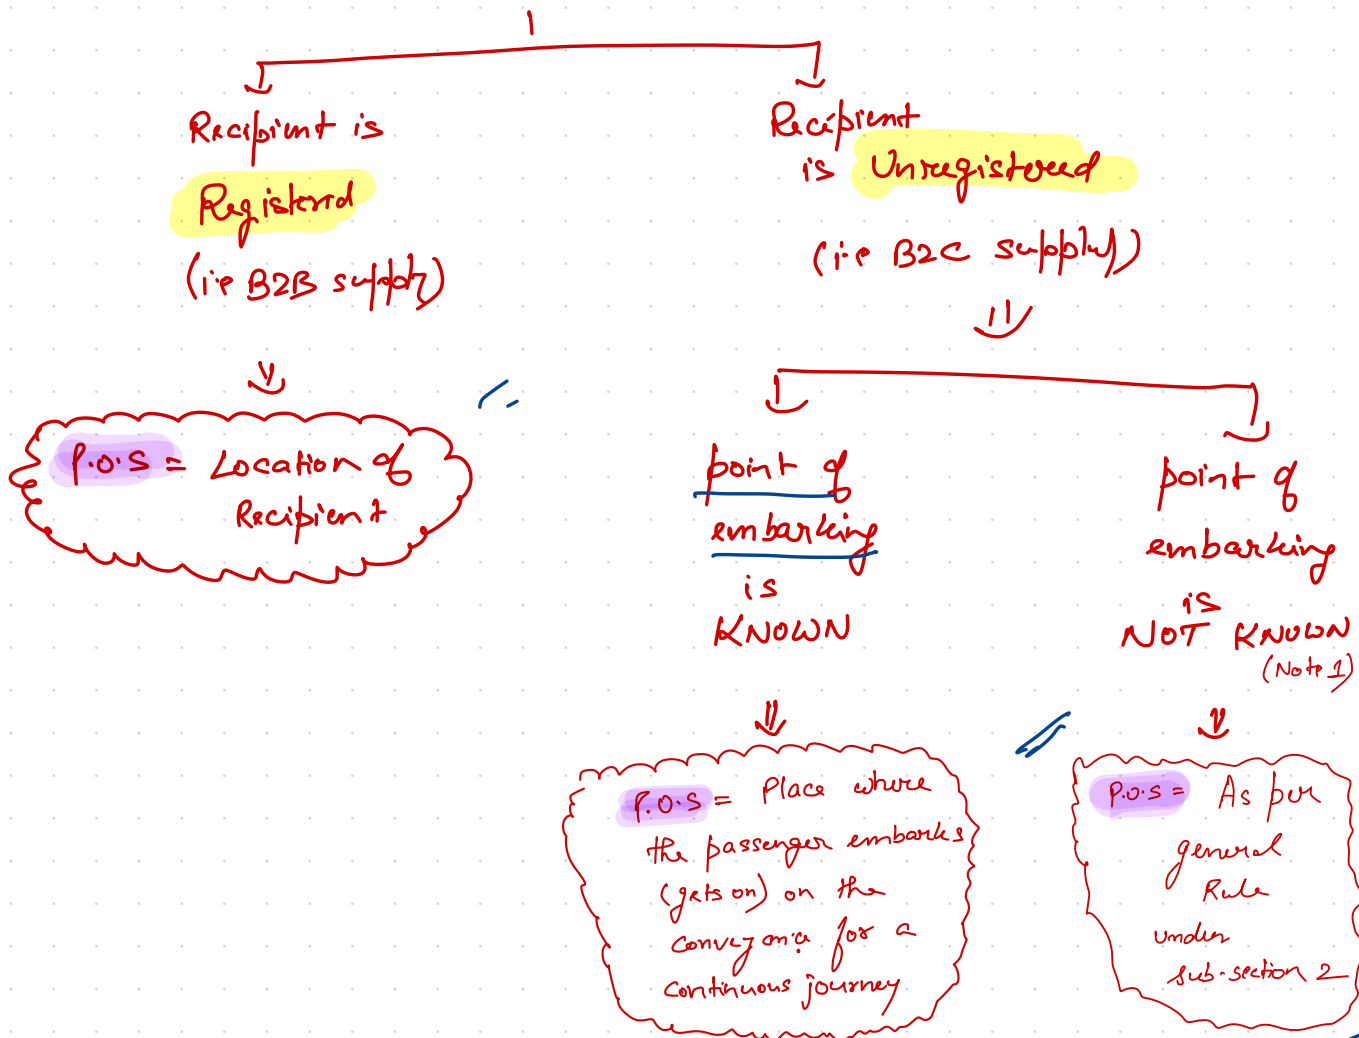 Recipient is
Registered
(i.e B2B supply)
P.O.S = Location of
Recipient
Recipient
is Unregistered
(i.e B2C supply)
point of
embarking
is
KNOWN
P.O.S = Place where
the passenger embarks
(gets on) on the
conveyance for a
continuous journey
point of
embarking
is
NOT KNOWN
(Note 1)
P.O.S = As per
general
Rule
under
sub-section 2